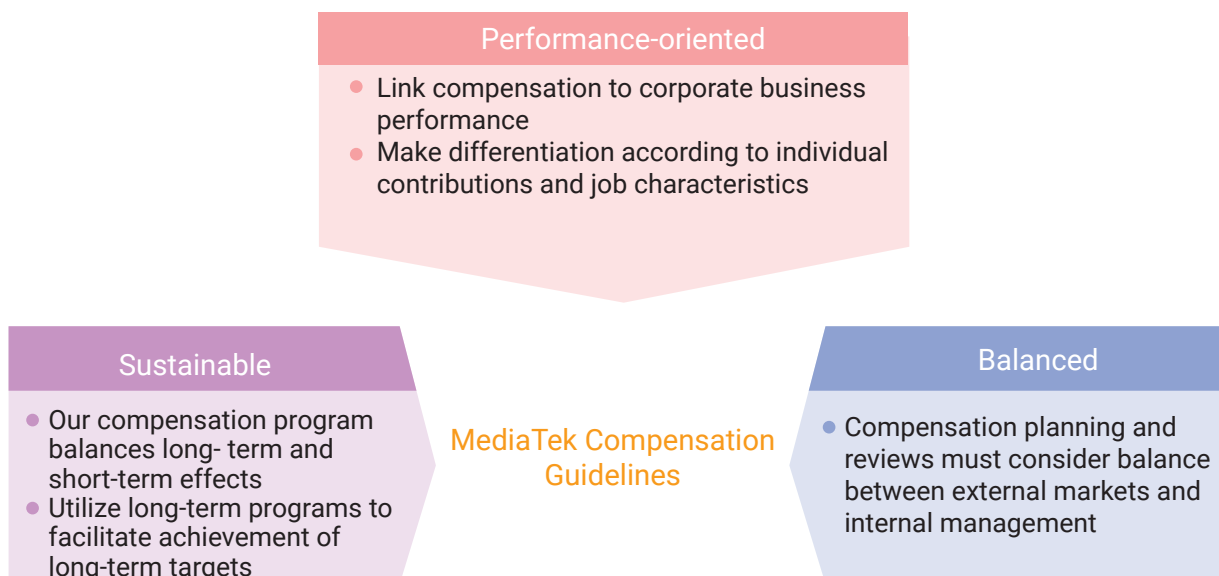 Performance-oriented
Link compensation to corporate business
performance
Make differentiation according to individual
contributions and job characteristics
Sustainable
Our compensation program
balances long- term and
short-term effects
Utilize long-term programs to
facilitate achievement of
long-term targets
MediaTek Compensation
Guidelines
Balanced
Compensation planning and
reviews must consider balance
between external markets and
internal management